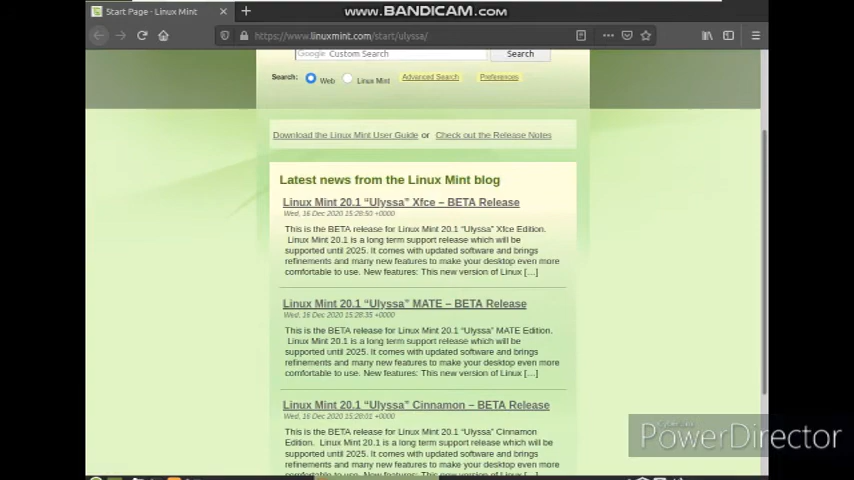 Start Page - Linux Mint
www.BANDICAM.com
https://www.linuxmint.com/start/ulyssa/
Google Custom Search
Search
Search: Web Linux Mint Advanced Search Preferences
Download the Linux Mint User Guide or Check out the Release Notes
Latest news from the Linux Mint blog
Linux Mint 20.1 “Ulyssa” Xfce – BETA Release
Wed, 16 Dec 2020 15:28:50 +0000
This is the BETA release for Linux Mint 20.1 “Ulyssa” Xfce Edition.
Linux Mint 20.1 is a long term support release which will be
supported until 2025. It comes with updated software and brings
refinements and many new features to make your desktop even more
comfortable to use. New features: This new version of Linux […]
Linux Mint 20.1 “Ulyssa” MATE – BETA Release
Wed, 16 Dec 2020 15:28:35 +0000
This is the BETA release for Linux Mint 20.1 “Ulyssa” MATE Edition.
Linux Mint 20.1 is a long term support release which will be
supported until 2025. It comes with updated software and brings
refinements and many new features to make your desktop even more
comfortable to use. New features: This new version of Linux […]
Linux Mint 20.1 “Ulyssa” Cinnamon – BETA Release
Wed, 16 Dec 2020 15:28:01 +0000
This is the BETA release for Linux Mint 20.1 “Ulyssa” Cinnamon
Edition. Linux Mint 20.1 is a long term support release which will be
supported until 2025. It comes with updated software and brings
refinements and many new features to make your desktop even more
comfortable to use. New features: This new version of Linux […]
PowerDirector